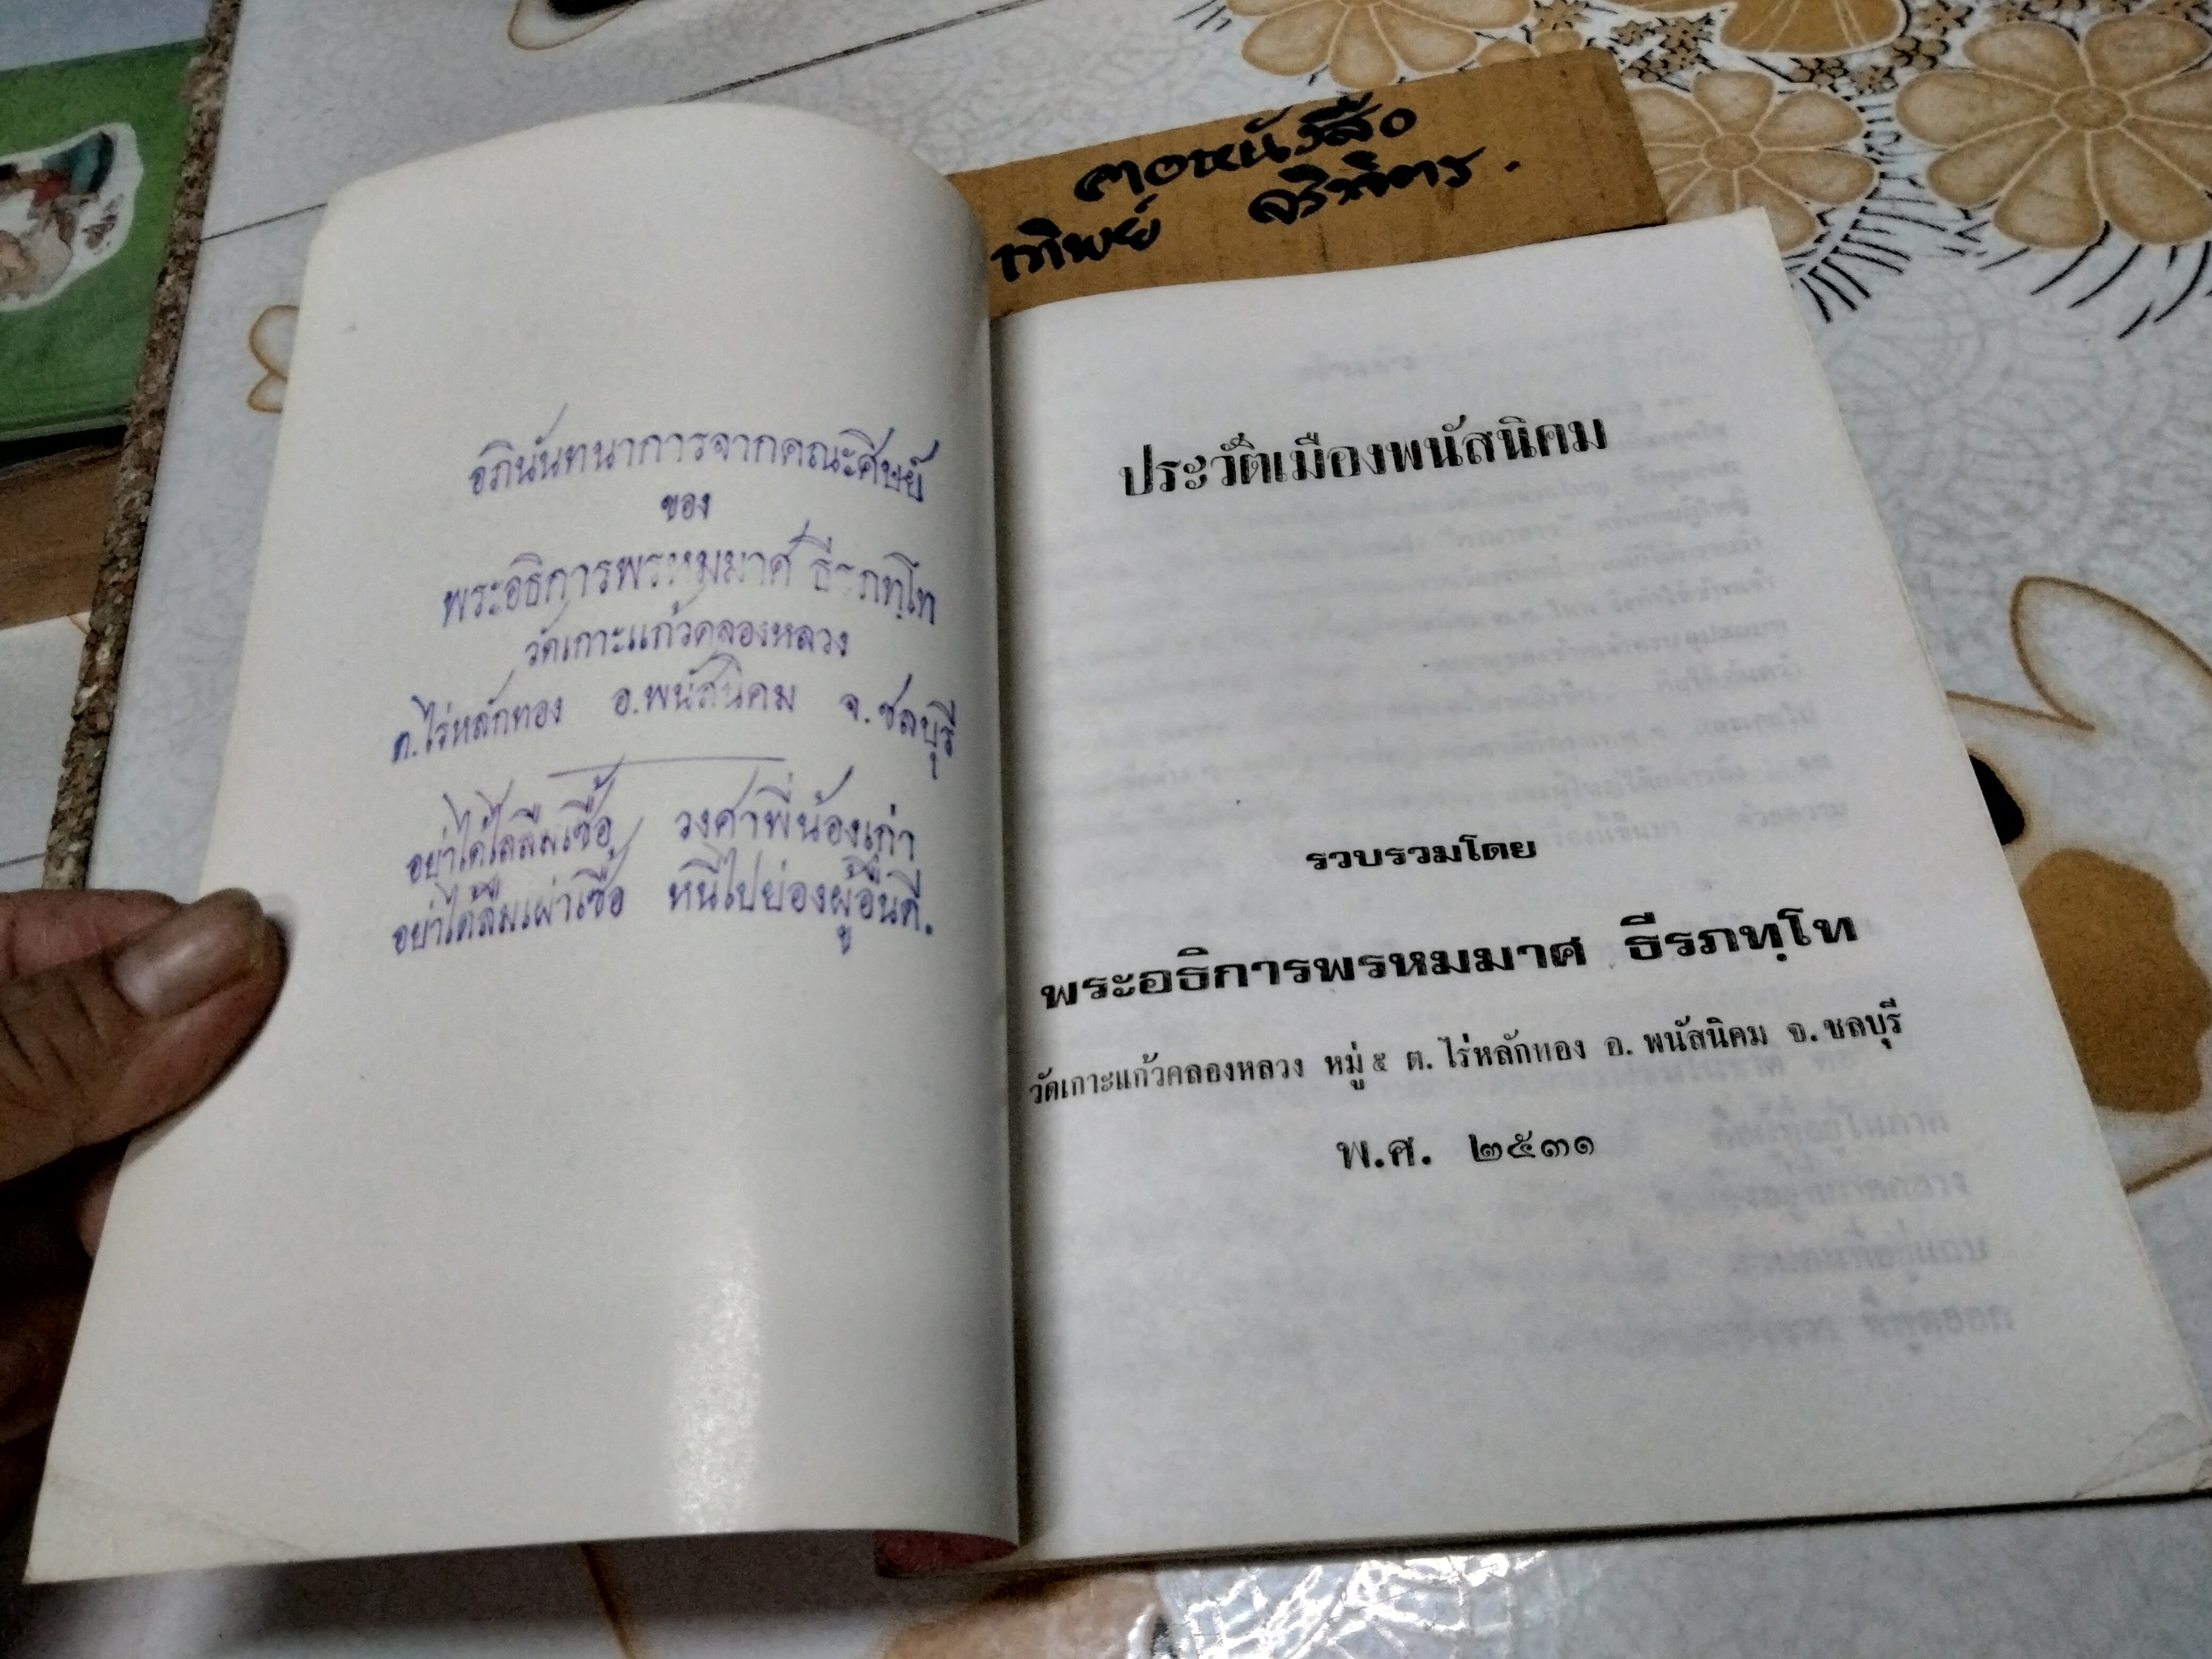 คอหนังสือ
ทิพย์ จริงจิตร.
อภินันทนาการจากคณะศิษย์
ของ
พระอธิการพรหมมาศ ธีรภทฺโท
วัดเกาะแก้วคลองหลวง
ต.ไร่หลักทอง อ.พนัสนิคม จ.ชลบุรี
อย่าได้ไลลืมเชื้อ วงศาพี่น้องเก่า
อย่าได้ลืมเผ่าเชื้อ หนีไปย่องผู้อื่นดี.
ประวัติเมืองพนัสนิคม
รวบรวมโดย
พระอธิการพรหมมาศ ธีรภทฺโท
วัดเกาะแก้วคลองหลวง หมู่ ๕ ต. ไร่หลักทอง อ. พนัสนิคม จ. ชลบุรี
พ.ศ. ๒๕๓๑